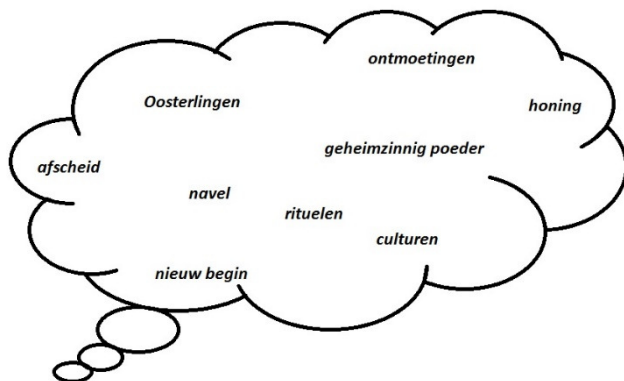 ontmoetingen
Oosterlingen
honing
geheimzinnig poeder
afscheid
navel
rituelen
culturen
nieuw begin